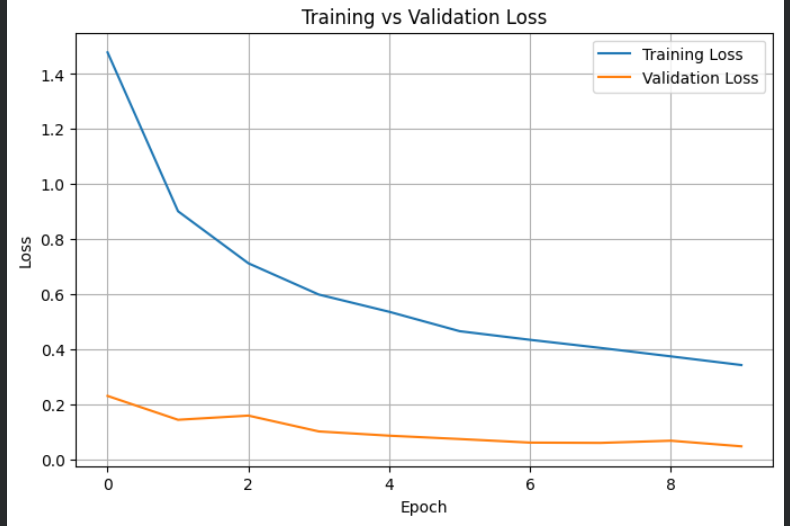 Training vs Validation Loss
Training Loss
Validation Loss
1.4
1.2
1.0
0.8
0.6
0.4
0.2
0.0
Loss
0 2 4 6 8
Epoch